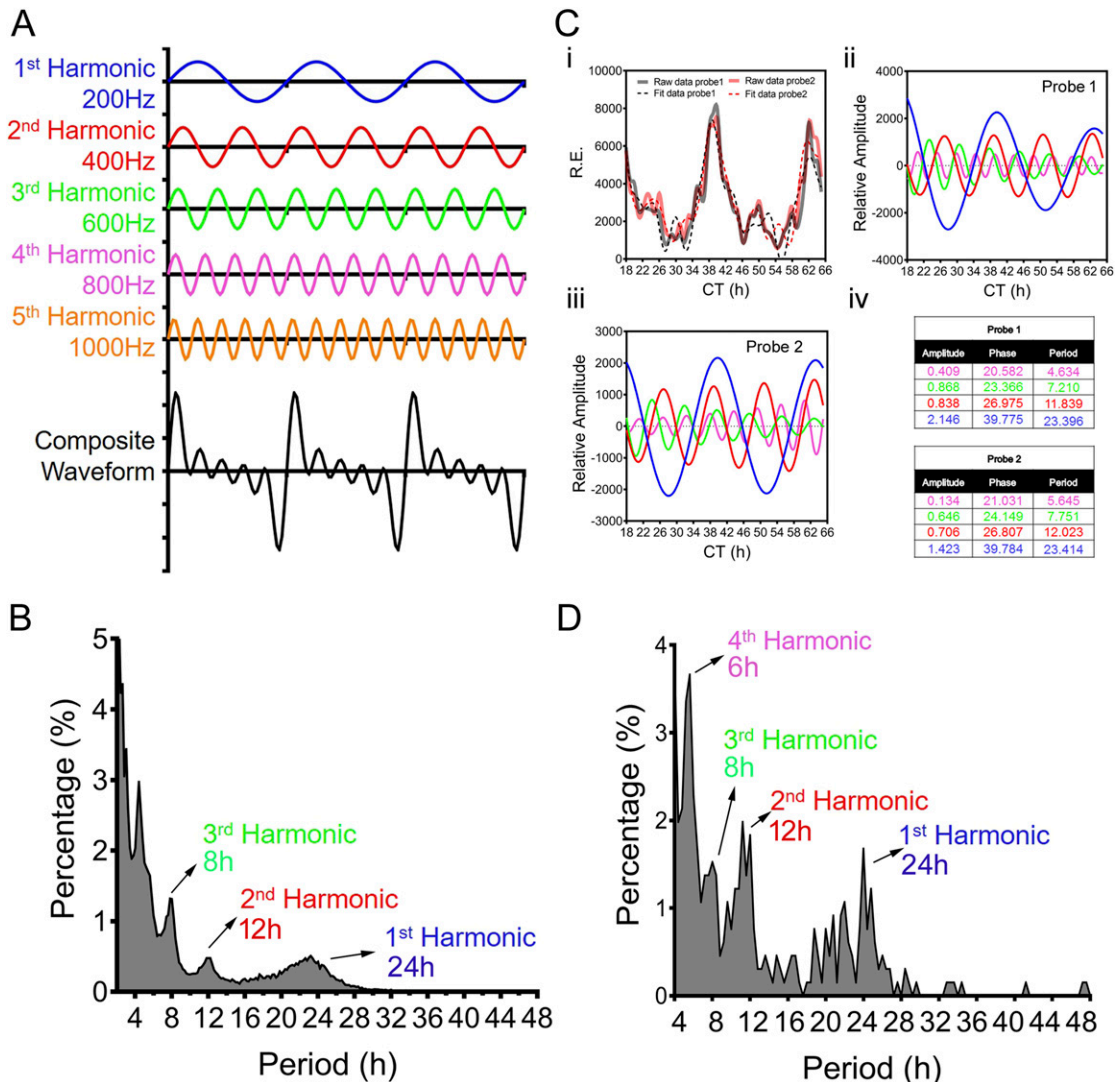 A
1st Harmonic
200Hz
2nd Harmonic
400Hz
3rd Harmonic
600Hz
4th Harmonic
800Hz
5th Harmonic
1000Hz
Composite
Waveform
C
i
10000
8000
6000
4000
2000
0
R.E.
Raw data probe1
Raw data probe2
Fit data probe1
Fit data probe2
18 22 26 30 34 38 42 46 50 54 58 62 66
CT (h)
ii
Probe 1
4000
2000
0
-2000
-4000
Relative Amplitude
18 22 26 30 34 38 42 46 50 54 58 62 66
CT (h)
iii
Probe 2
3000
2000
1000
0
-1000
-2000
-3000
Relative Amplitude
18 22 26 30 34 38 42 46 50 54 58 62 66
CT (h)
iv
Probe 1
Amplitude Phase Period
0.409 20.582 4.634
0.868 23.366 7.210
0.838 26.975 11.839
2.146 39.775 23.396
Probe 2
Amplitude Phase Period
0.134 21.031 5.645
0.646 24.149 7.751
0.706 26.807 12.023
1.423 39.784 23.414
B
5
4
3
2
1
0
Percentage (%)
3rd Harmonic
8h
2nd Harmonic
12h
1st Harmonic
24h
4 8 12 16 20 24 28 32 36 40 44 48
Period (h)
D
4
3
2
1
0
Percentage (%)
4th Harmonic
6h
3rd Harmonic
8h
2nd Harmonic
12h
1st Harmonic
24h
4 8 12 16 20 24 28 32 36 40 44 48
Period (h)